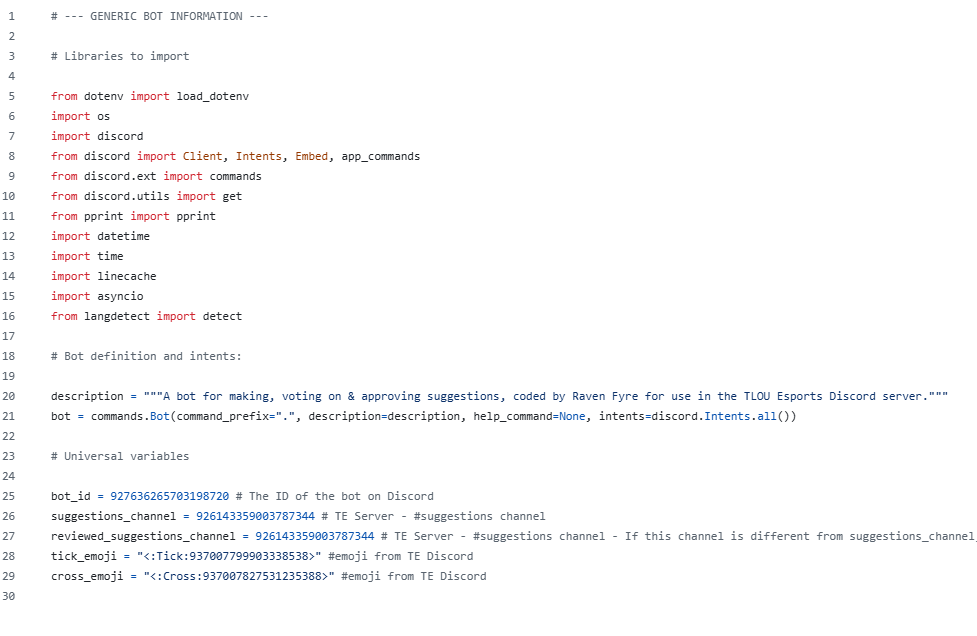 1 # --- GENERIC BOT INFORMATION ---
2
3 # Libraries to import
4
5 from dotenv import load_dotenv
6 import os
7 import discord
8 from discord import Client, Intents, Embed, app_commands
9 from discord.ext import commands
10 from discord.utils import get
11 from pprint import pprint
12 import datetime
13 import time
14 import linecache
15 import asyncio
16 from langdetect import detect
17
18 # Bot definition and intents:
19
20 description = """A bot for making, voting on & approving suggestions, coded by Raven Fyre for use in the TLOU Esports Discord server."""
21 bot = commands.Bot(command_prefix=".", description=description, help_command=None, intents=discord.Intents.all())
22
23 # Universal variables
24
25 bot_id = 927636265703198720 # The ID of the bot on Discord
26 suggestions_channel = 926143359003787344 # TE Server - #suggestions channel
27 reviewed_suggestions_channel = 926143359003787344 # TE Server - #suggestions channel - If this channel is different from suggestions_channel,
28 tick_emoji = "<:Tick:937007799903338538>" #emoji from TE Discord
29 cross_emoji = "<:Cross:937007827531235388>" #emoji from TE Discord
30